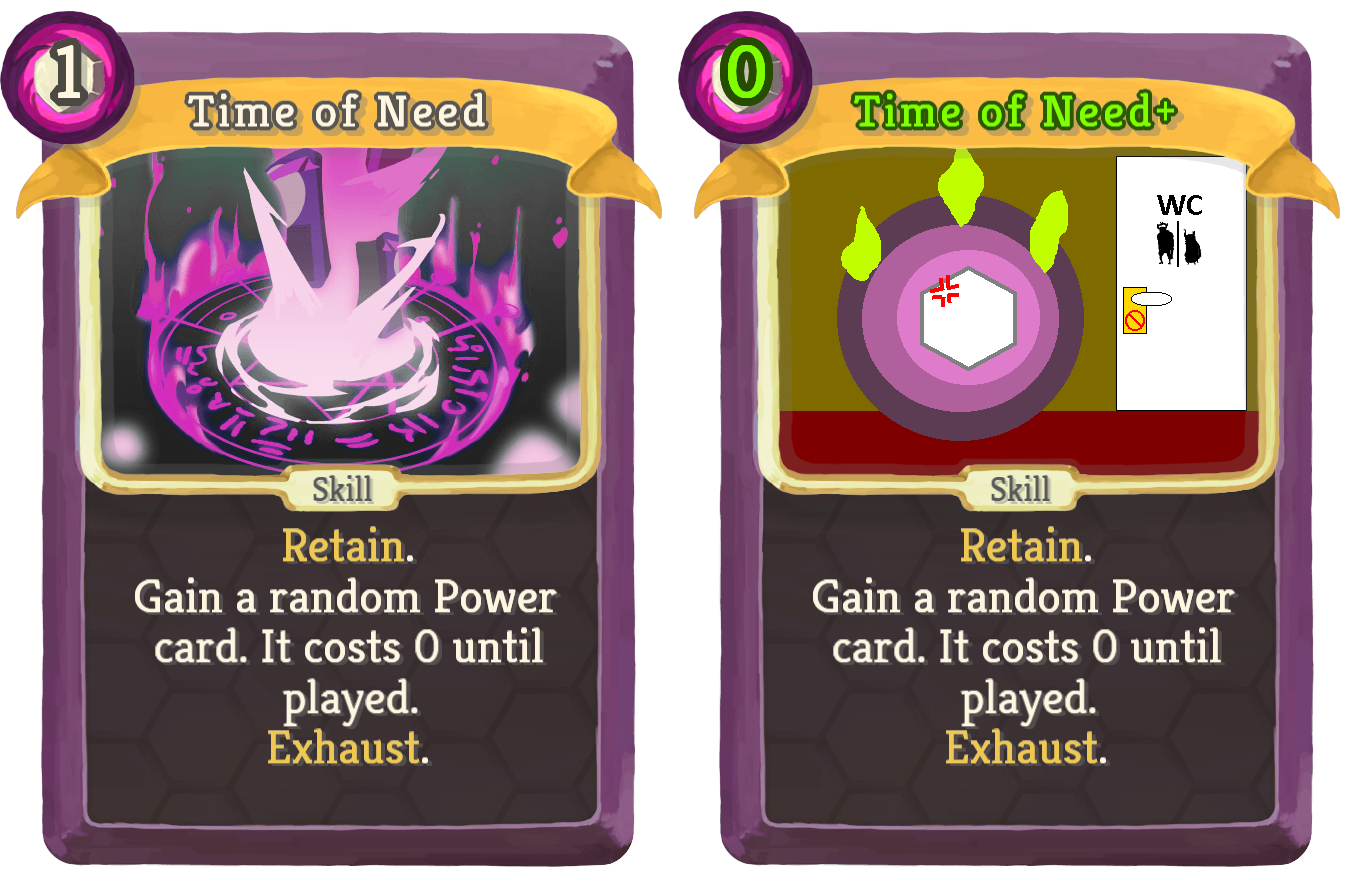 1
Time of Need
Skill
Retain.
Gain a random Power
card. It costs 0 until
played.
Exhaust.
0
Time of Need+
WC
Skill
Retain.
Gain a random Power
card. It costs 0 until
played.
Exhaust.